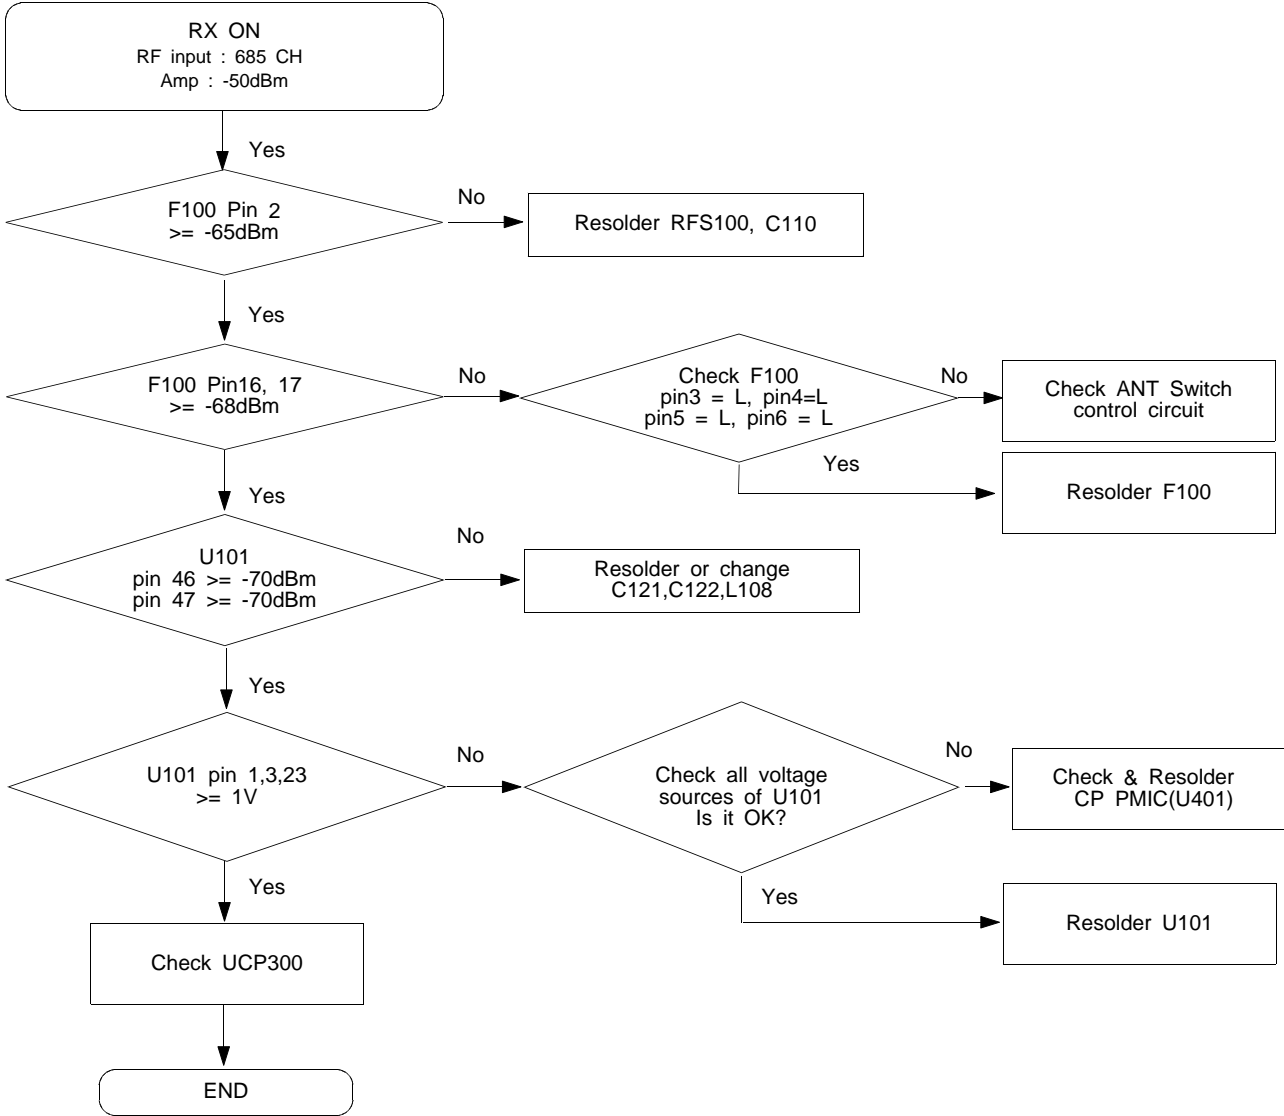 RX ON
RF input : 685 CH
Amp : -50dBm
Yes
F100 Pin 2
>= -65dBm
No
Resolder RFS100, C110
Yes
F100 Pin16, 17
>= -68dBm
No
Check F100
pin3 = L, pin4=L
pin5 = L, pin6 = L
No
Check ANT Switch
control circuit
Yes
Resolder F100
Yes
U101
pin 46 >= -70dBm
pin 47 >= -70dBm
No
Resolder or change
C121,C122,L108
Yes
U101 pin 1,3,23
>= 1V
No
Check all voltage
sources of U101
Is it OK?
No
Check & Resolder
CP PMIC(U401)
Yes
Resolder U101
Yes
Check UCP300
END